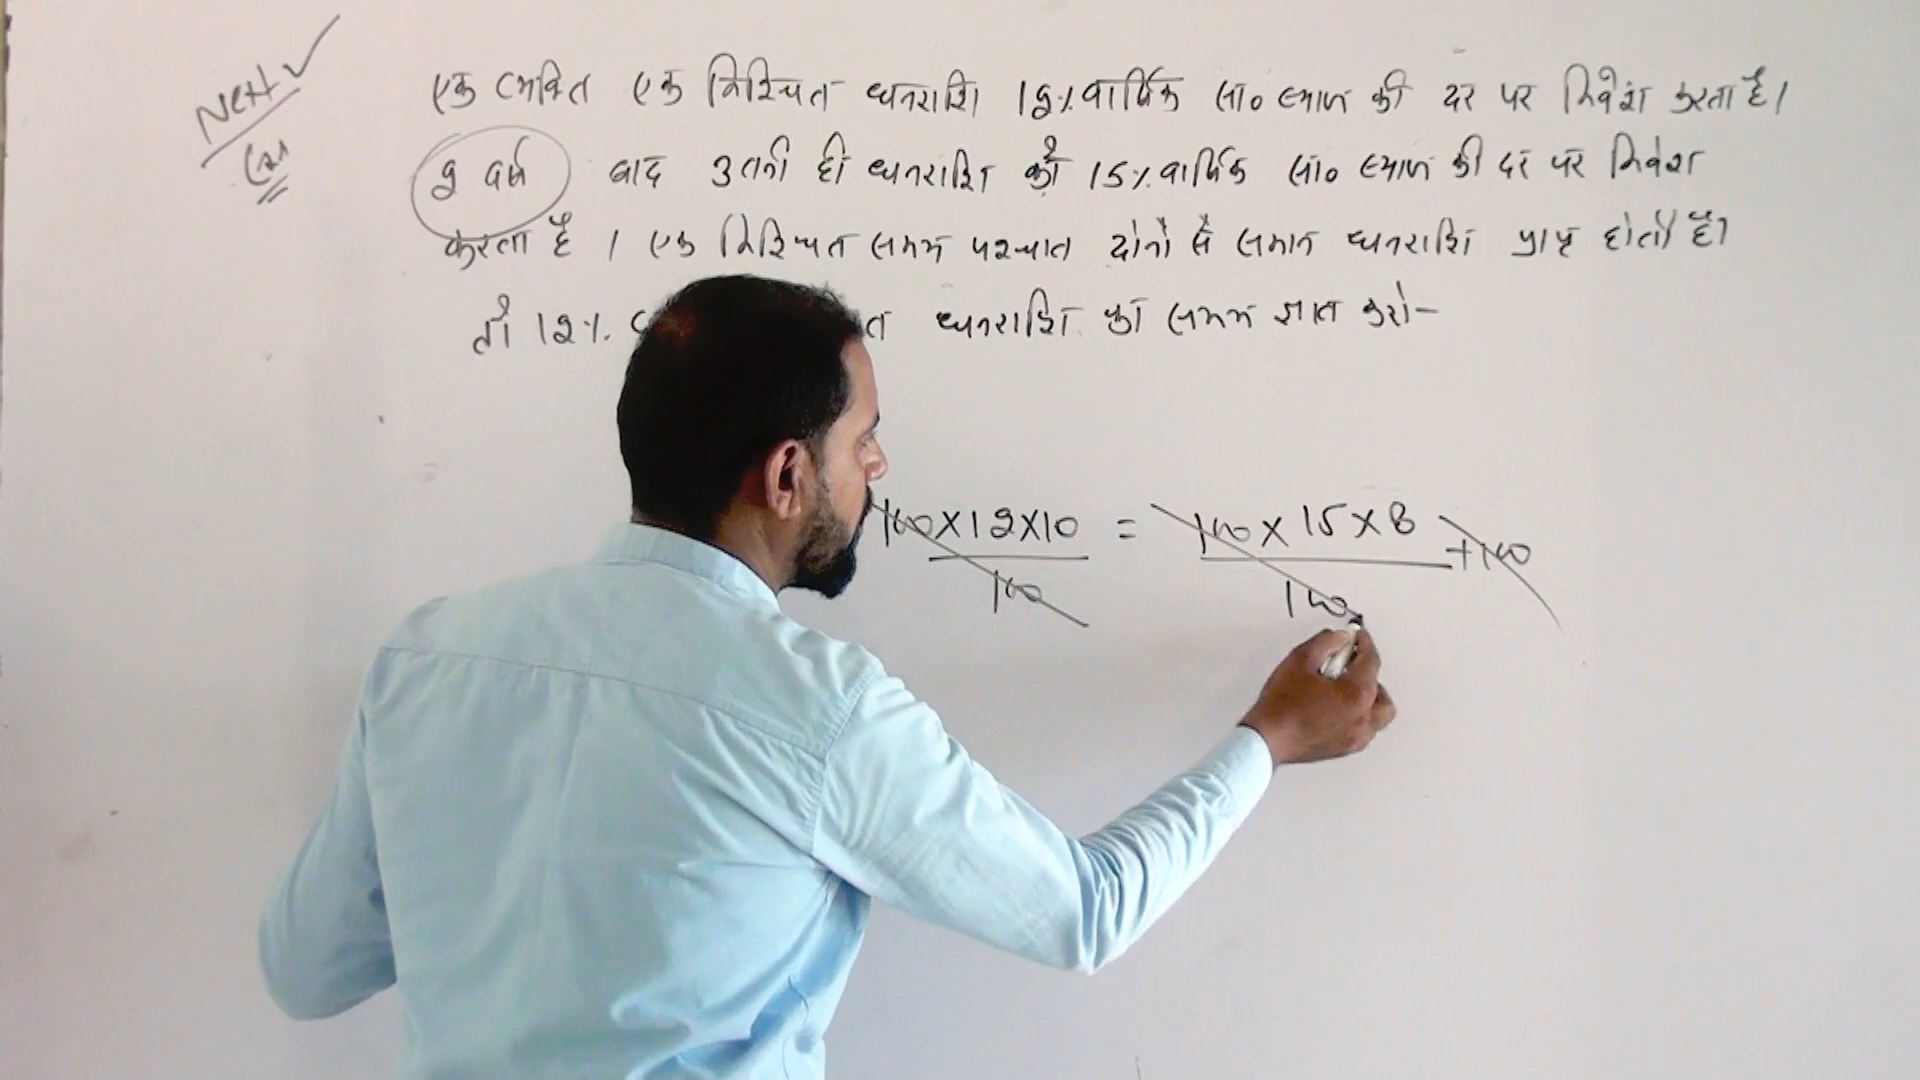 Next
एक व्यक्ति एक निश्चित धनराशि 12% वार्षिक सा० ब्याज की दर पर निवेश करता है।
2 वर्ष बाद उतनी ही धनराशि को 15% वार्षिक सा० ब्याज की दर पर निवेश
करता है। एक निश्चित समय पश्चात दोनों से समान धनराशि प्राप्त होती है।
तो 12% त धनराशि का समय ज्ञात करो-
100×12×10 = 100×15×8 +100
100 100